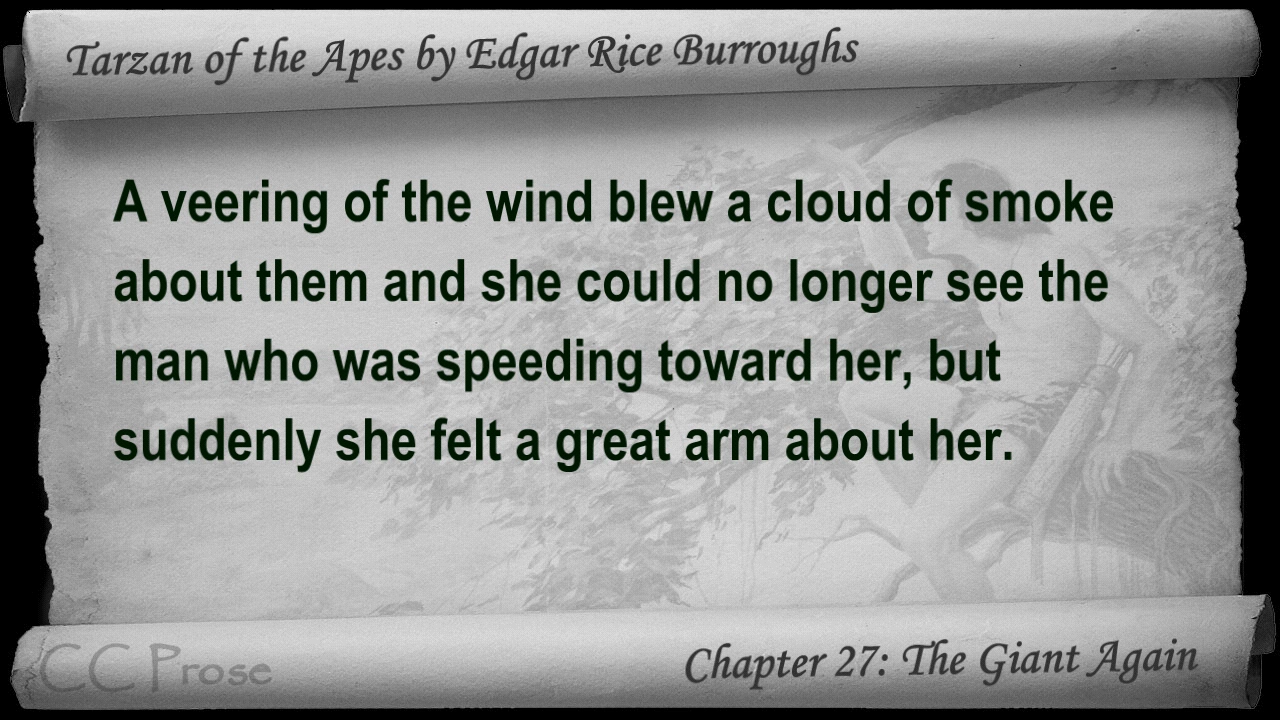 Tarzan of the Apes by Edgar Rice Burroughs
A veering of the wind blew a cloud of smoke
about them and she could no longer see the
man who was speeding toward her, but
suddenly she felt a great arm about her.
CC Prose
Chapter 27: The Giant Again